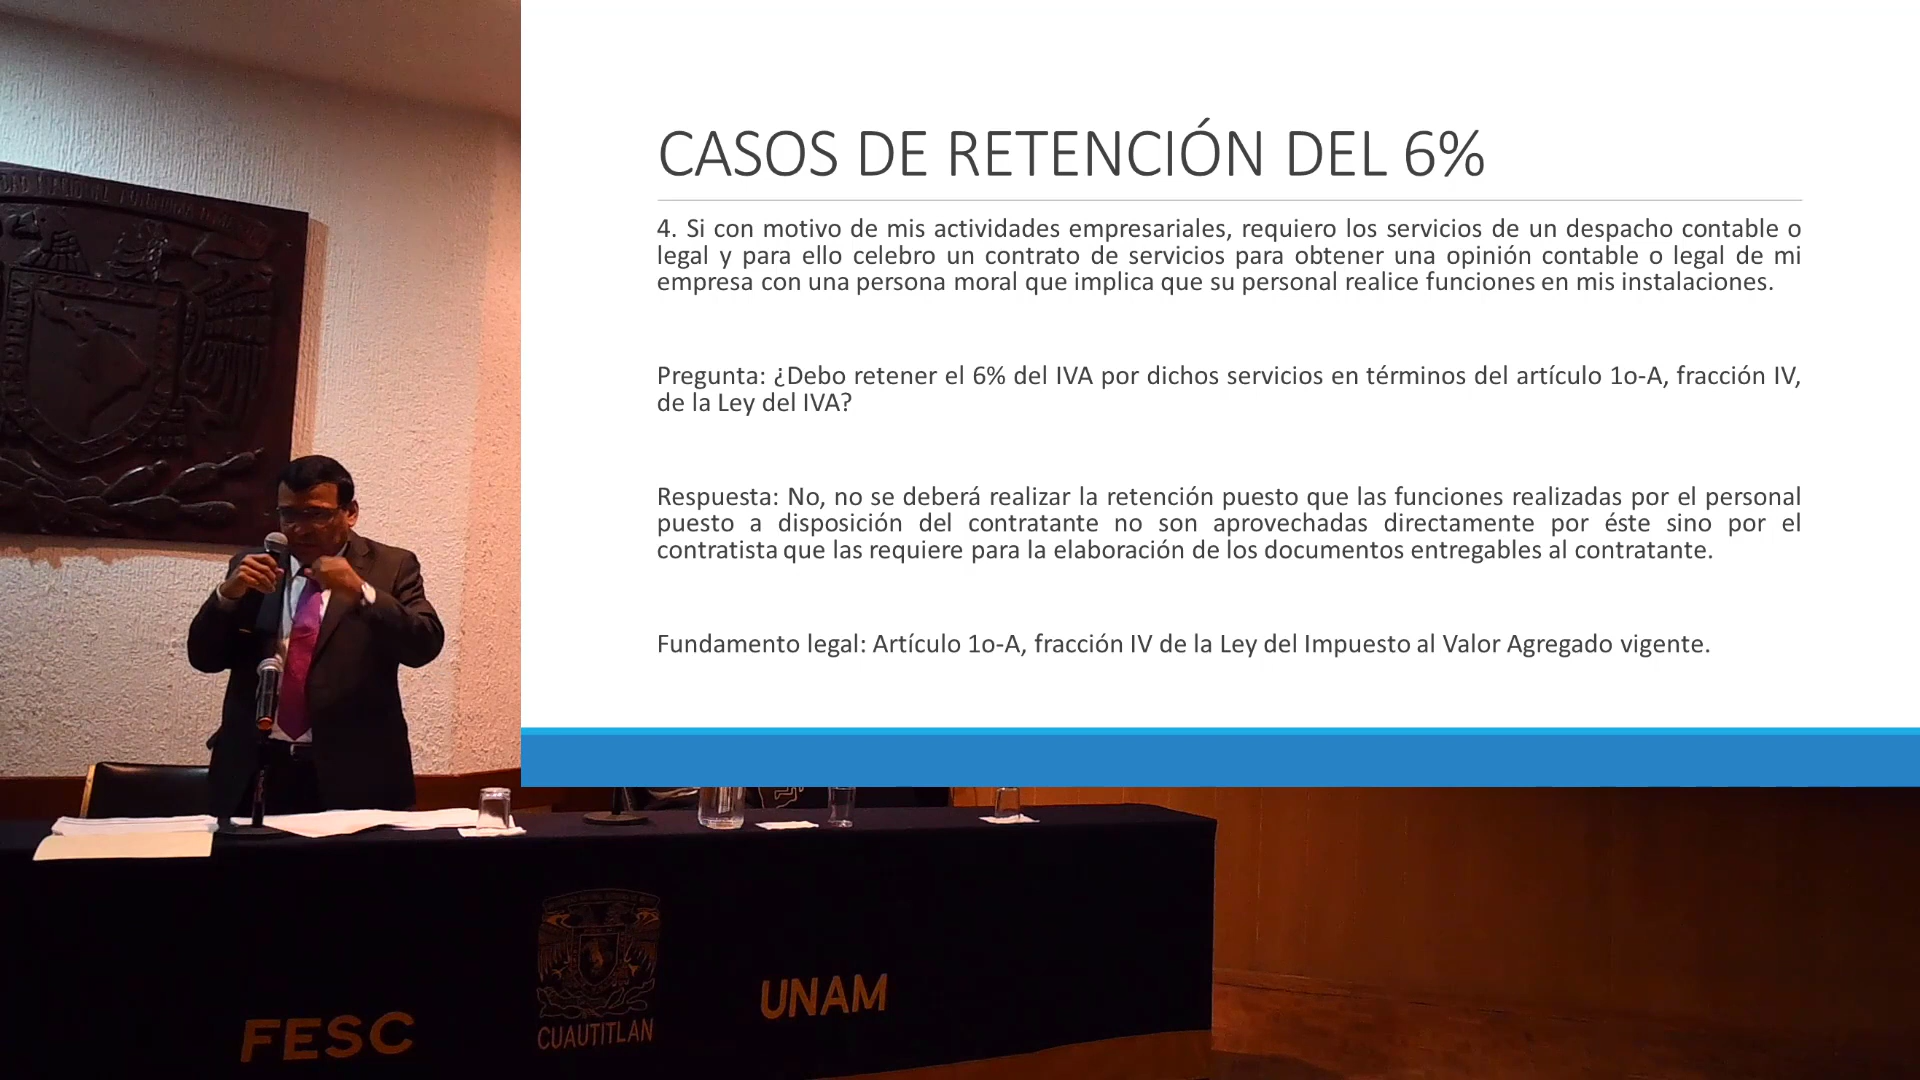 CASOS DE RETENCIÓN DEL 6%
4. Si con motivo de mis actividades empresariales, requiero los servicios de un despacho contable o
legal y para ello celebro un contrato de servicios para obtener una opinión contable o legal de mi
empresa con una persona moral que implica que su personal realice funciones en mis instalaciones.
Pregunta: ¿Debo retener el 6% del IVA por dichos servicios en términos del artículo 1o-A, fracción IV,
de la Ley del IVA?
Respuesta: No, no se deberá realizar la retención puesto que las funciones realizadas por el personal
puesto a disposición del contratante no son aprovechadas directamente por éste sino por el
contratista que las requiere para la elaboración de los documentos entregables al contratante.
Fundamento legal: Artículo 1o-A, fracción IV de la Ley del Impuesto al Valor Agregado vigente.
FESC
CUAUTITLAN
UNAM